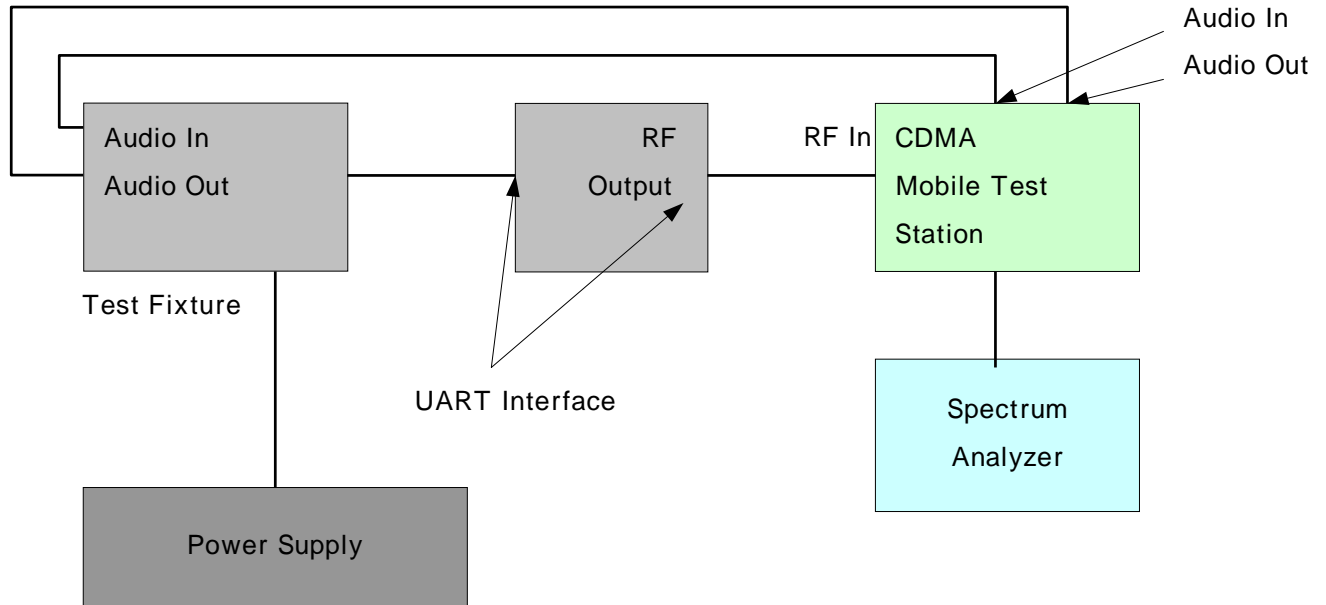 Audio In
Audio Out
Audio In
Audio Out
RF
Output
RF In
CDMA
Mobile Test
Station
Test Fixture
UART Interface
Spectrum
Analyzer
Power Supply